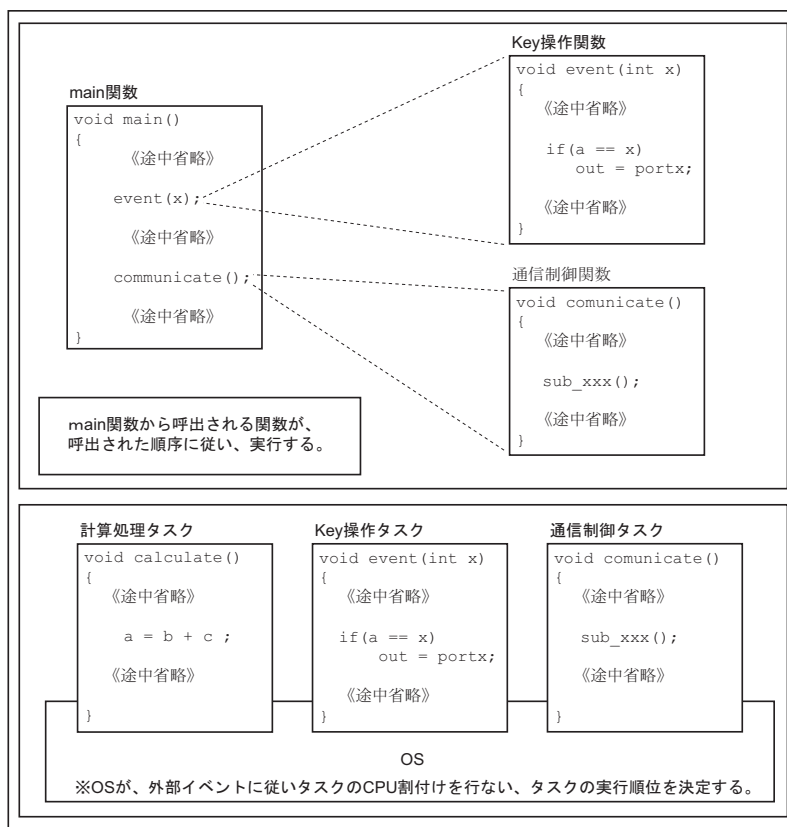 main関数
void main()
{
《途中省略》
event(x);
《途中省略》
communicate();
《途中省略》
}
Key操作関数
void event(int x)
{
《途中省略》
if(a == x)
out = portx;
《途中省略》
}
通信制御関数
void comunicate()
{
《途中省略》
sub_xxx();
《途中省略》
}
main関数から呼出される関数が、
呼出された順序に従い、実行する。
計算処理タスク
void calculate()
{
《途中省略》
a = b + c ;
《途中省略》
}
Key操作タスク
void event(int x)
{
《途中省略》
if(a == x)
out = portx;
《途中省略》
}
通信制御タスク
void comunicate()
{
《途中省略》
sub_xxx();
《途中省略》
}
OS
※OSが、外部イベントに従いタスクのCPU割付けを行ない、タスクの実行順位を決定する。